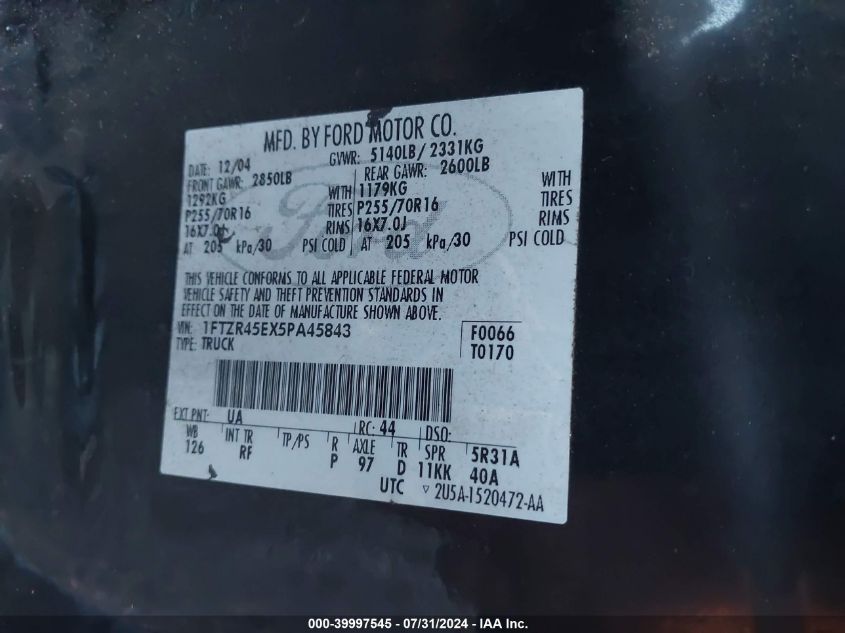 MFD. BY FORD MOTOR CO.
DATE: 12/04 GVWR: 5140LB/ 2331KG
FRONT GAWR: 2850LB REAR GAWR: 2600LB
1292KG WITH 1179KG WITH
P255/70R16 TIRES P255/70R16 TIRES
16X7.0J RIMS 16X7.0J RIMS
AT 205 kPa/30 PSI COLD AT 205 kPa/30 PSI COLD
Ford
THIS VEHICLE CONFORMS TO ALL APPLICABLE FEDERAL MOTOR
VEHICLE SAFETY AND THEFT PREVENTION STANDARDS IN
EFFECT ON THE DATE OF MANUFACTURE SHOWN ABOVE.
VIN: 1FTZR45EX5PA45843 F0066
TYPE: TRUCK T0170
EXT PNT: UA RC: 44 DSO:
WB INT TR TP/PS R AXLE TR SPR 5R31A
126 RF P 97 D 11KK 40A
UTC ▽ 2U5A-1520472-AA
000-39997545 - 07/31/2024 - IAA Inc.